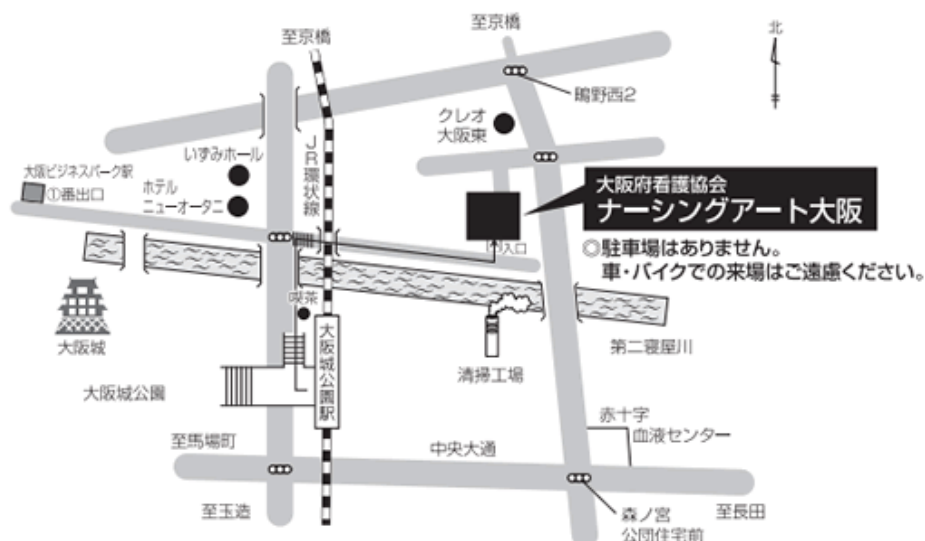 至京橋
至京橋
北
鴫野西2
クレオ
大阪東
JR環状線
いずみホール
大阪ビジネスパーク駅
①番出口
ホテル
ニューオータニ
大阪府看護協会
ナーシングアート大阪
入口
◎駐車場はありません。
車・バイクでの来場はご遠慮ください。
喫茶
大阪城
大阪城公園駅
第二寝屋川
清掃工場
大阪城公園
赤十字
血液センター
至馬場町
中央大通
至玉造
森ノ宮
公団住宅前
至長田